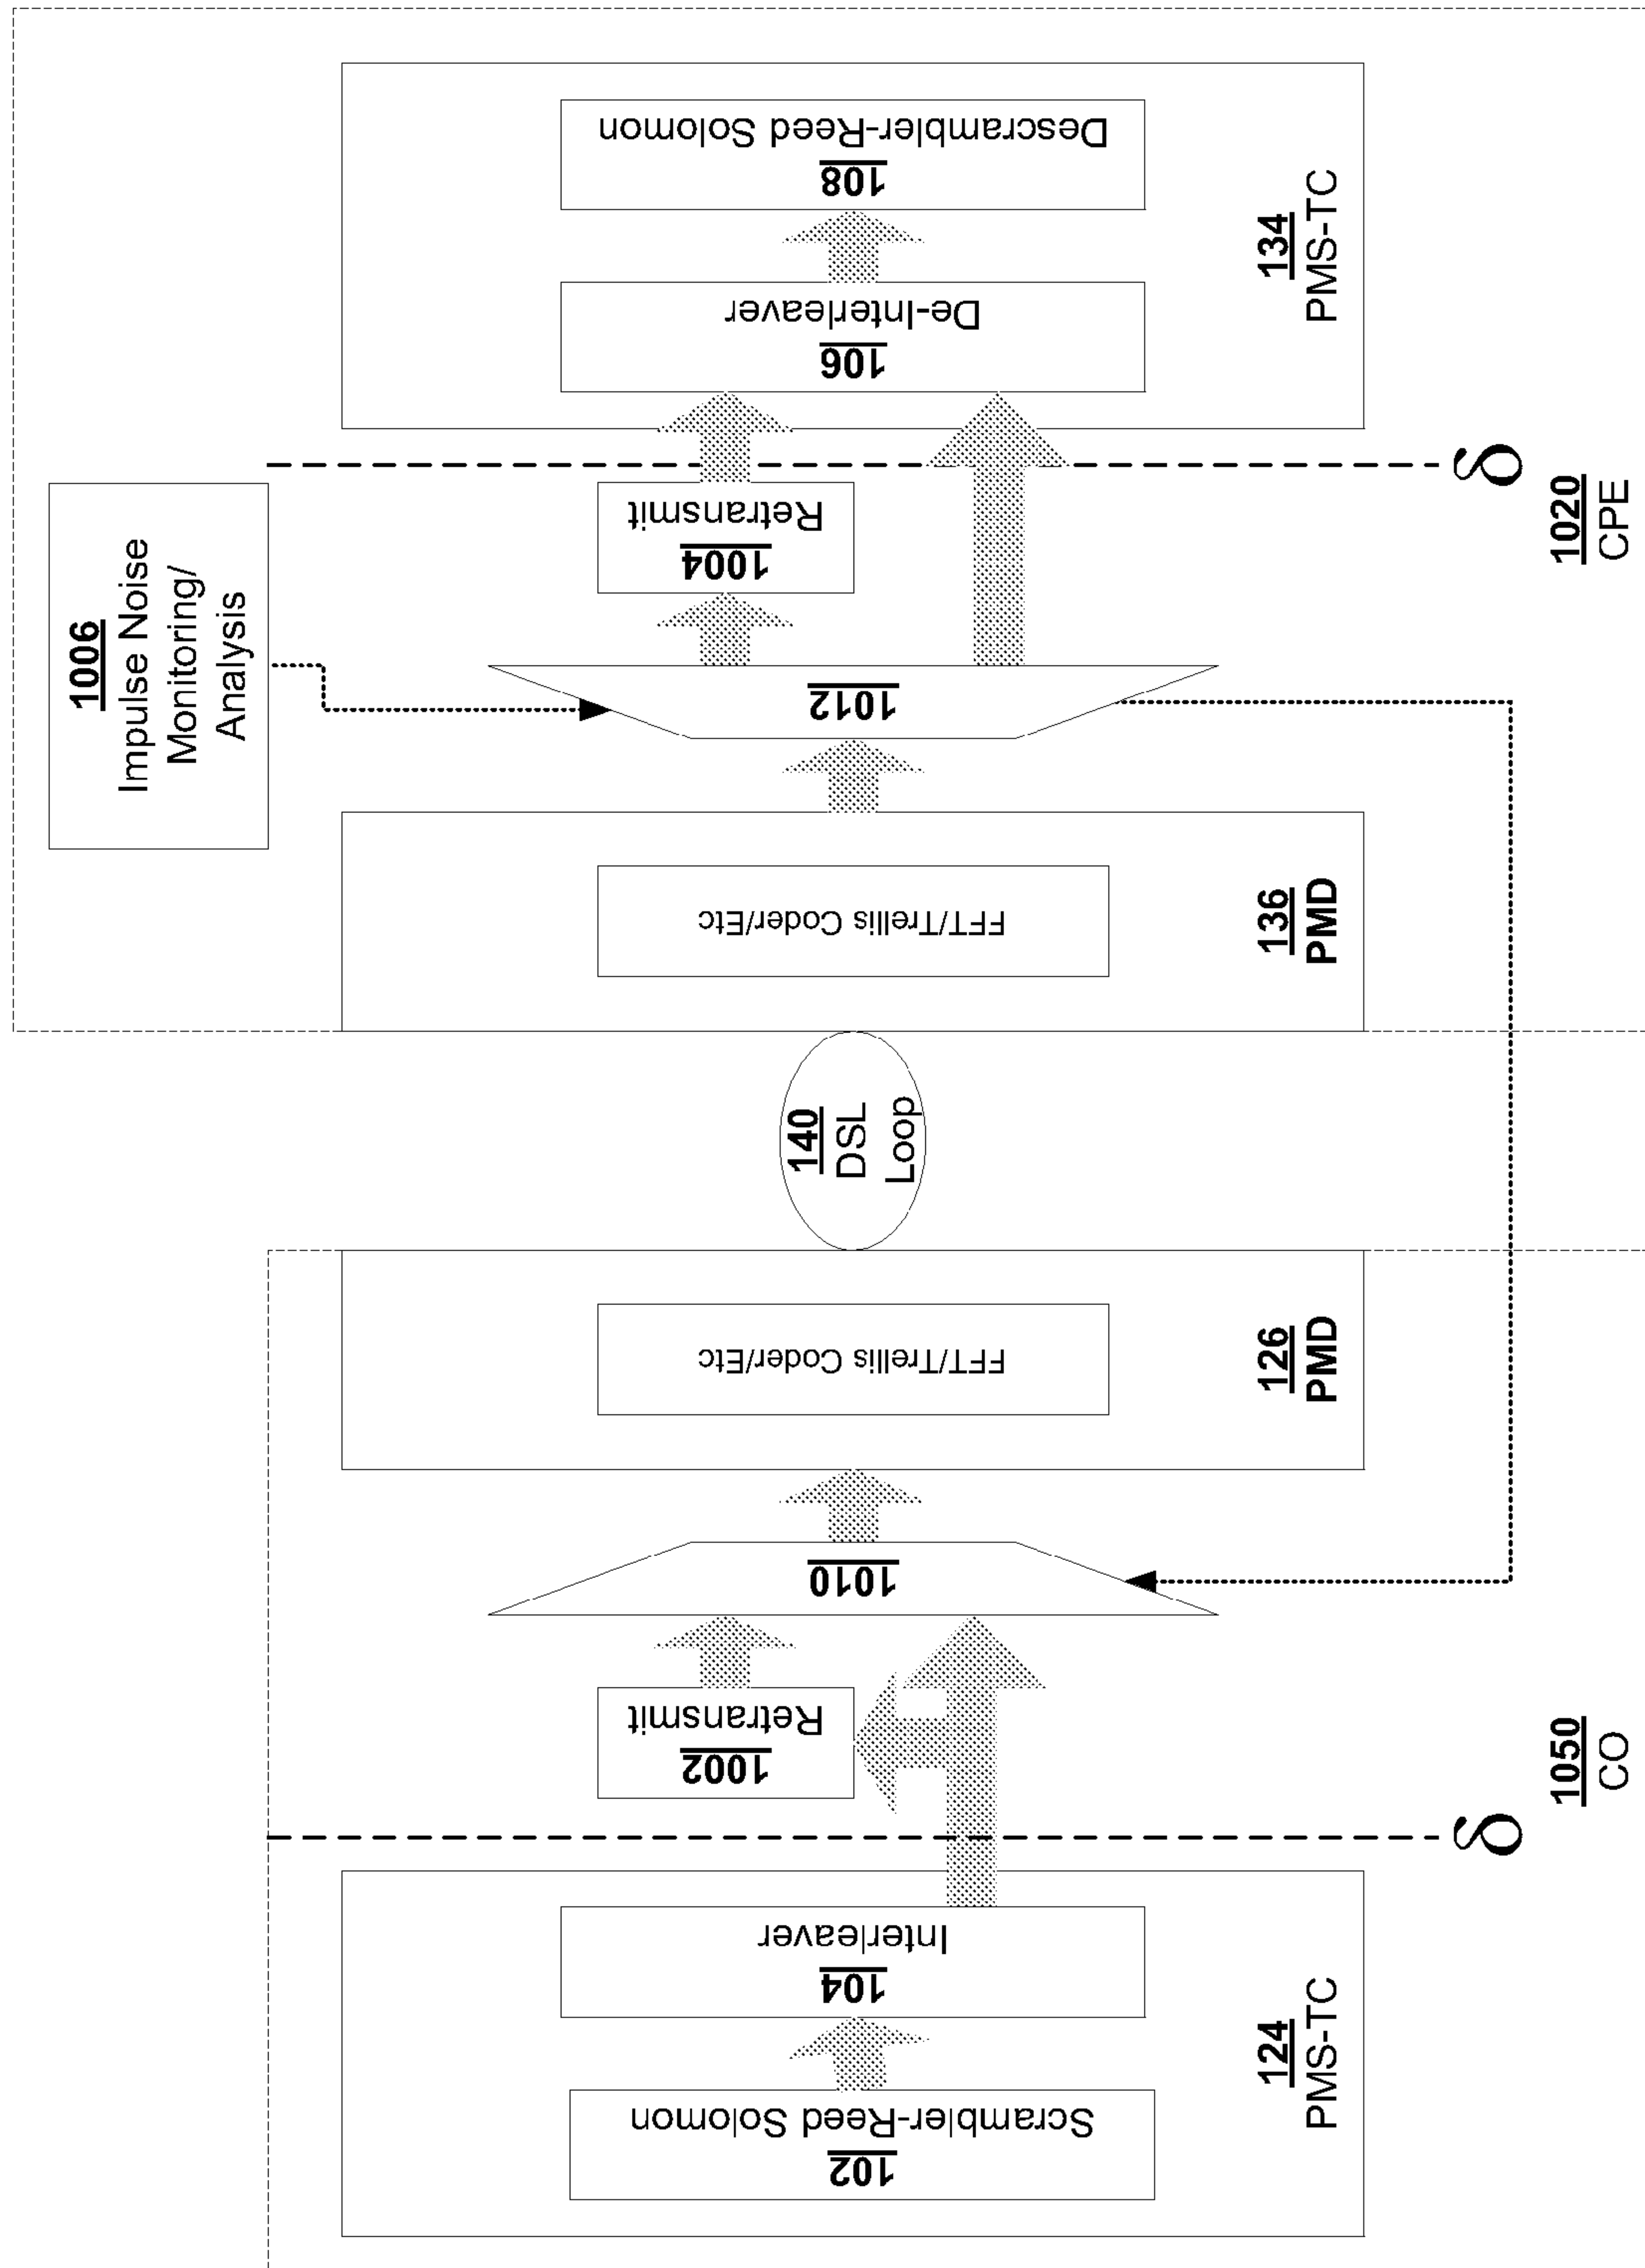 102
Scrambler-Reed Solomon
104
Interleaver
124
PMS-TC
δ
1002
Retransmit
1010
1050
CO
FFT/Trellis Coder/Etc
126
PMD
140
DSL
Loop
FFT/Trellis Coder/Etc
136
PMD
1006
Impulse Noise
Monitoring/
Analysis
1012
1004
Retransmit
δ
1020
CPE
106
De-Interleaver
108
Descrambler-Reed Solomon
134
PMS-TC